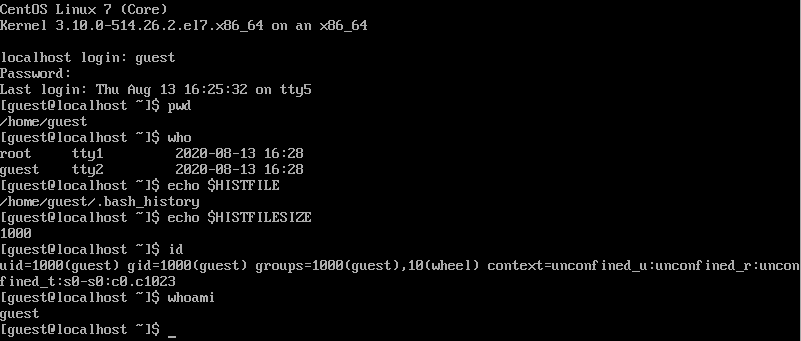 CentOS Linux 7 (Core)
Kernel 3.10.0-514.26.2.el7.x86_64 on an x86_64
localhost login: guest
Password:
Last login: Thu Aug 13 16:25:32 on tty5
[guest@localhost ~]$ pwd
/home/guest
[guest@localhost ~]$ who
root     tty1         2020-08-13 16:28
guest    tty2         2020-08-13 16:28
[guest@localhost ~]$ echo $HISTFILE
/home/guest/.bash_history
[guest@localhost ~]$ echo $HISTFILESIZE
1000
[guest@localhost ~]$ id
uid=1000(guest) gid=1000(guest) groups=1000(guest),10(wheel) context=unconfined_u:unconfined_r:uncon
fined_t:s0-s0:c0.c1023
[guest@localhost ~]$ whoami
guest
[guest@localhost ~]$ _